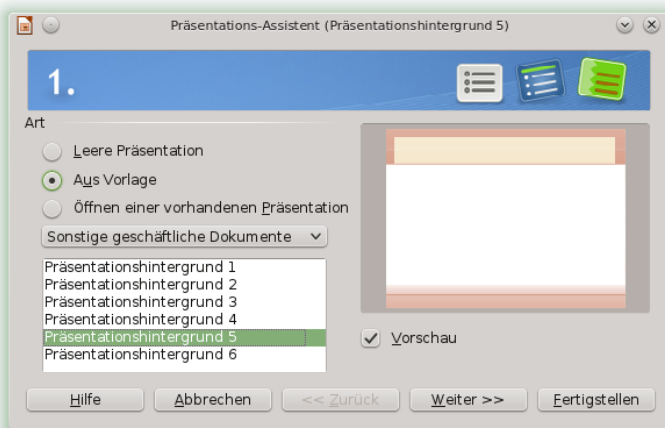 Präsentations-Assistent (Präsentationshintergrund 5)
1.
Art
Leere Präsentation
Aus Vorlage
Öffnen einer vorhandenen Präsentation
Sonstige geschäftliche Dokumente
Präsentationshintergrund 1
Präsentationshintergrund 2
Präsentationshintergrund 3
Präsentationshintergrund 4
Präsentationshintergrund 5
Präsentationshintergrund 6
Vorschau
Hilfe Abbrechen << Zurück Weiter >> Fertigstellen